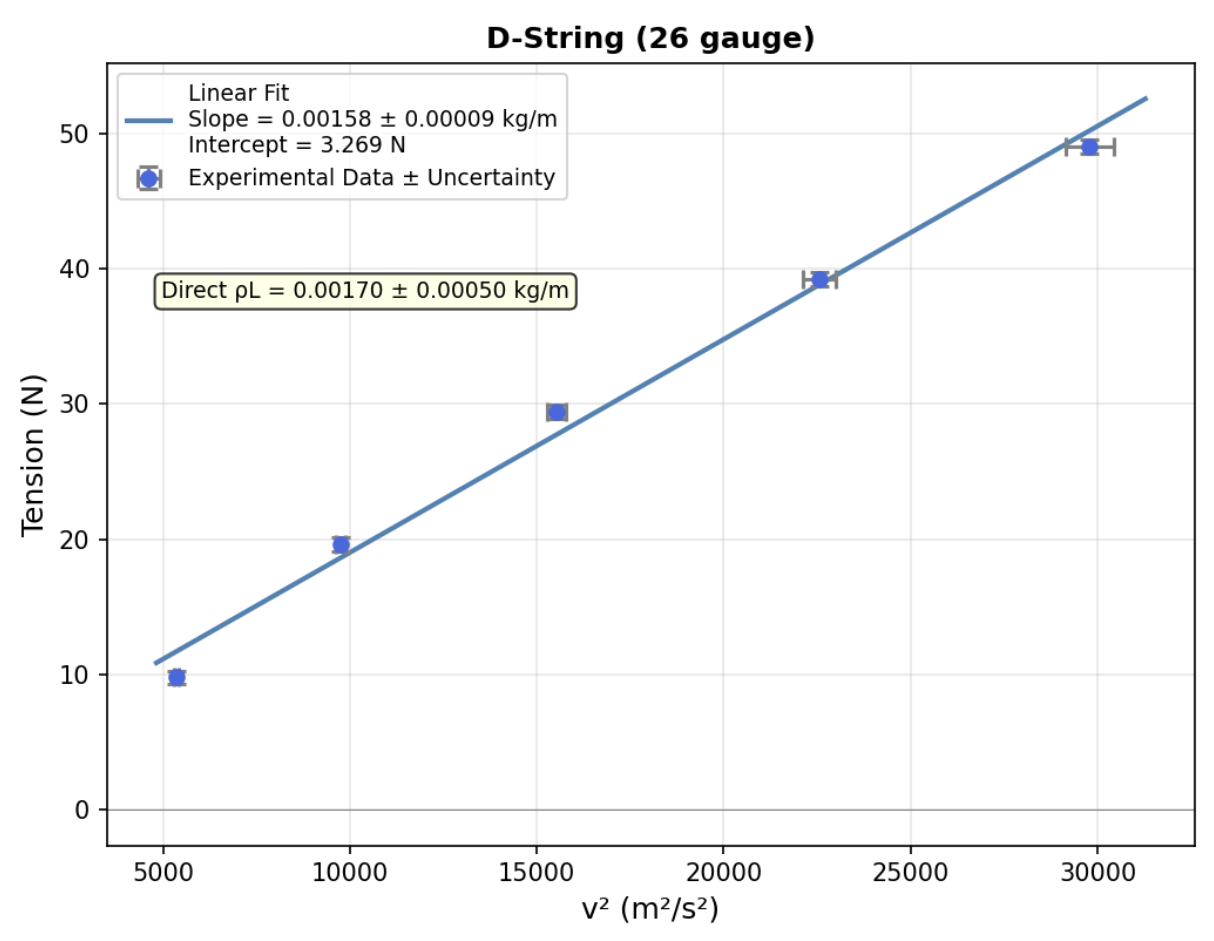 D-String (26 gauge)
Linear Fit
Slope = 0.00158 ± 0.00009 kg/m
Intercept = 3.269 N
Experimental Data ± Uncertainty
Direct ρL = 0.00170 ± 0.00050 kg/m
Tension (N)
50
40
30
20
10
0
5000 10000 15000 20000 25000 30000
v² (m²/s²)